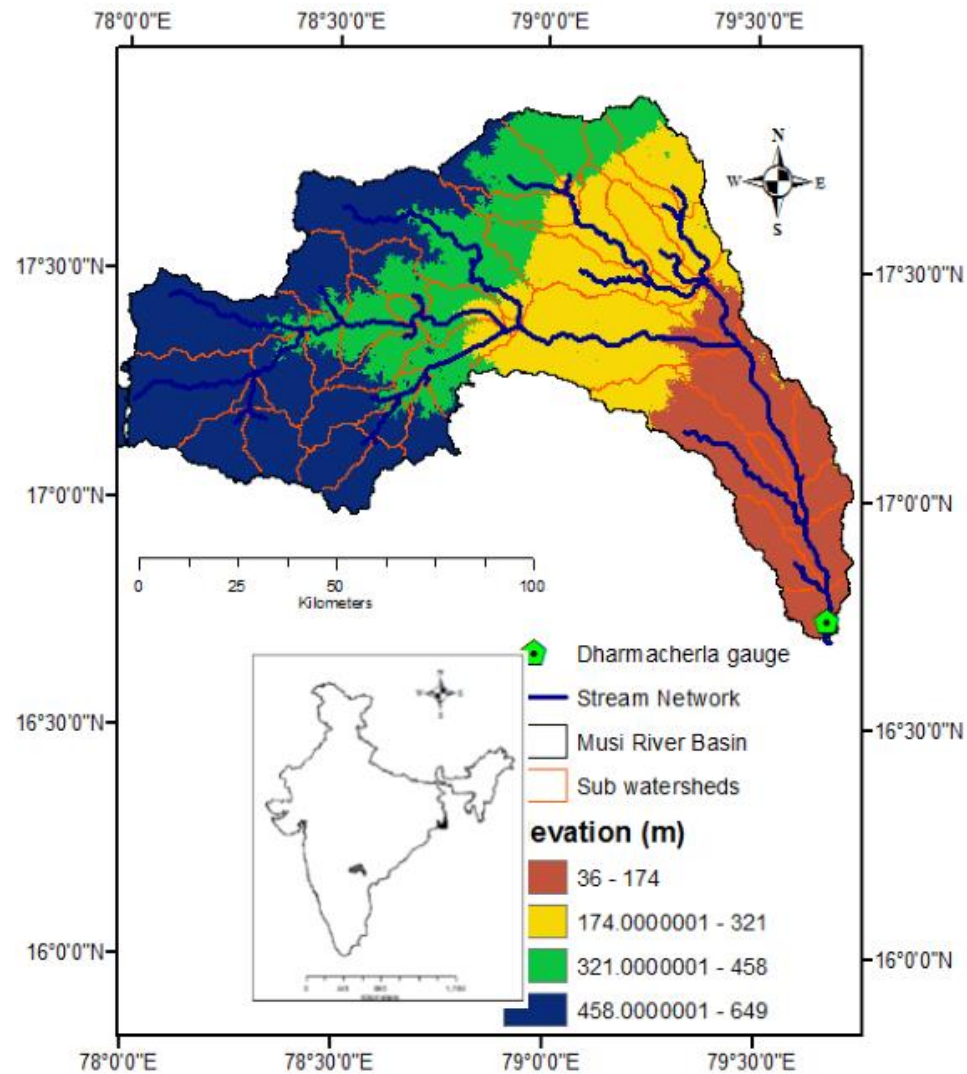 78°0'0"E 78°30'0"E 79°0'0"E 79°30'0"E
N
W E
S
17°30'0"N 17°30'0"N
17°0'0"N 17°0'0"N
0 25 50 100
Kilometers
Dharmacherla gauge
Stream Network
16°30'0"N 16°30'0"N
Musi River Basin
Sub watersheds
evation (m)
36 - 174
174.0000001 - 321
321.0000001 - 458
16°0'0"N 16°0'0"N
458.0000001 - 649
78°0'0"E 78°30'0"E 79°0'0"E 79°30'0"E